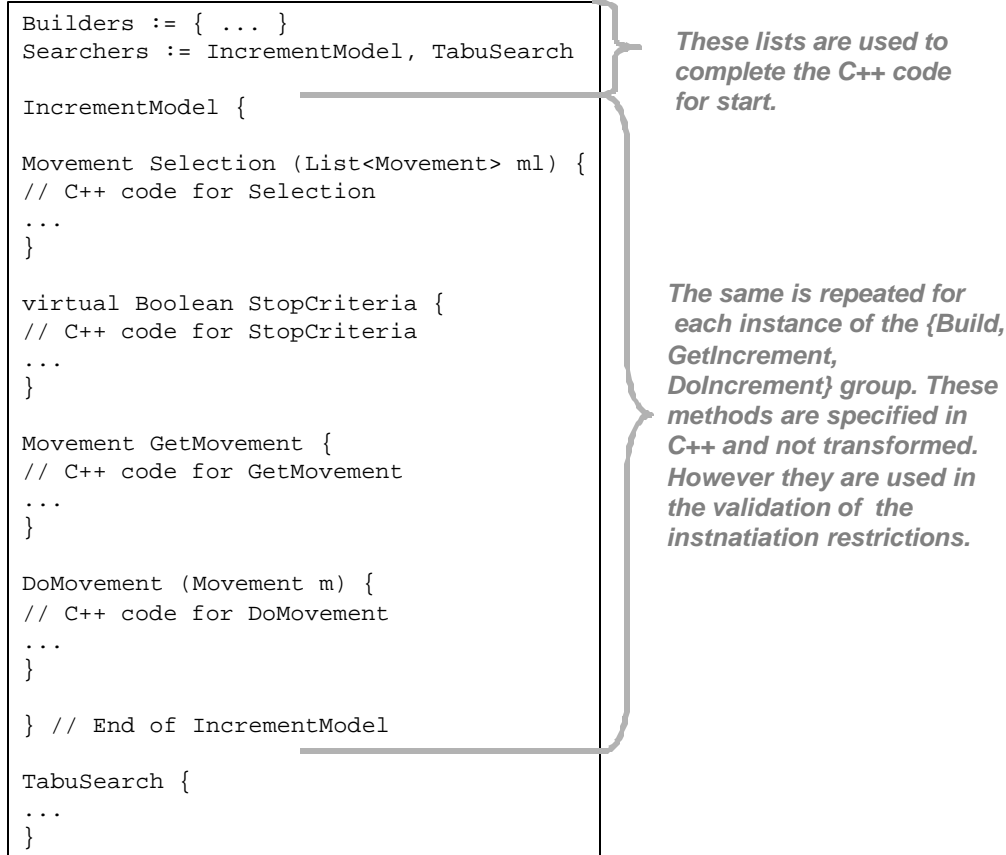 Builders := { ... }
Searchers := IncrementModel, TabuSearch
IncrementModel {
Movement Selection (List<Movement> ml) {
// C++ code for Selection
...
}
virtual Boolean StopCriteria {
// C++ code for StopCriteria
...
}
Movement GetMovement {
// C++ code for GetMovement
...
}
DoMovement (Movement m) {
// C++ code for DoMovement
...
}
} // End of IncrementModel
TabuSearch {
...
}
These lists are used to
complete the C++ code
for start.
The same is repeated for
each instance of the {Build,
GetIncrement,
DoIncrement} group. These
methods are specified in
C++ and not transformed.
However they are used in
the validation of the
instnatiation restrictions.